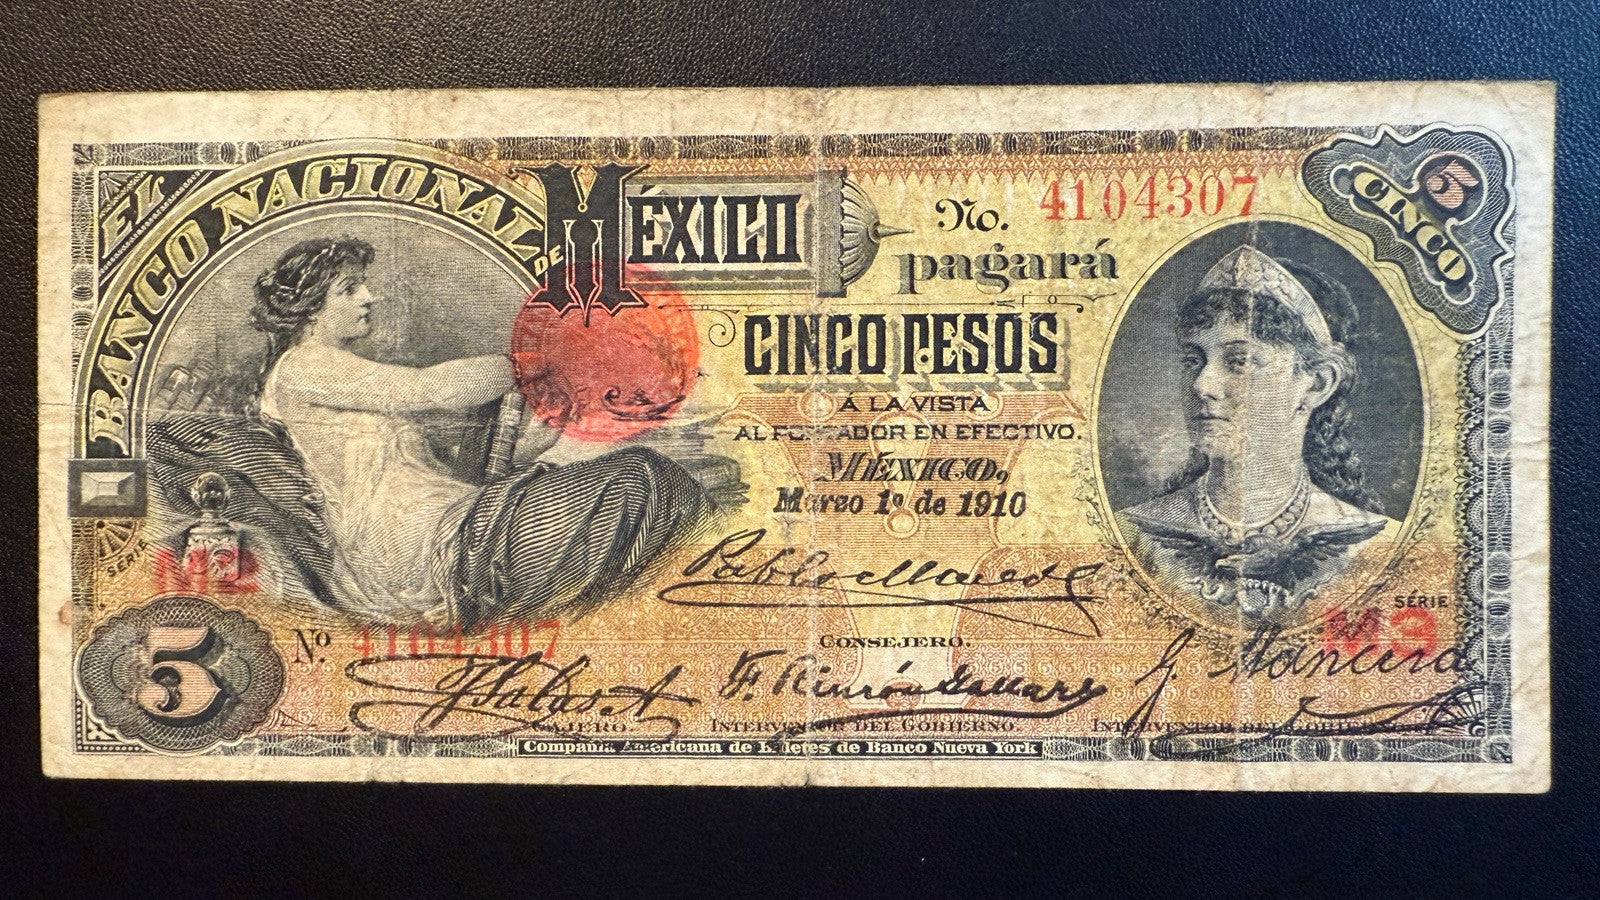 EL
BANCO NACIONAL
DE MÉXICO
No. 4104307
pagará
CINCO PESOS
Á LA VISTA
AL PORTADOR EN EFECTIVO.
MÉXICO,
Marzo 1º de 1910
5
CINCO
SERIE
M2
5
Nº 4104307
CONSEJERO.
SERIE
M3
CAJERO.
INTERVENTOR DEL GOBIERNO.
INTERVENTOR DEL GOBIERNO.
Compañia Americana de Billetes de Banco Nueva York